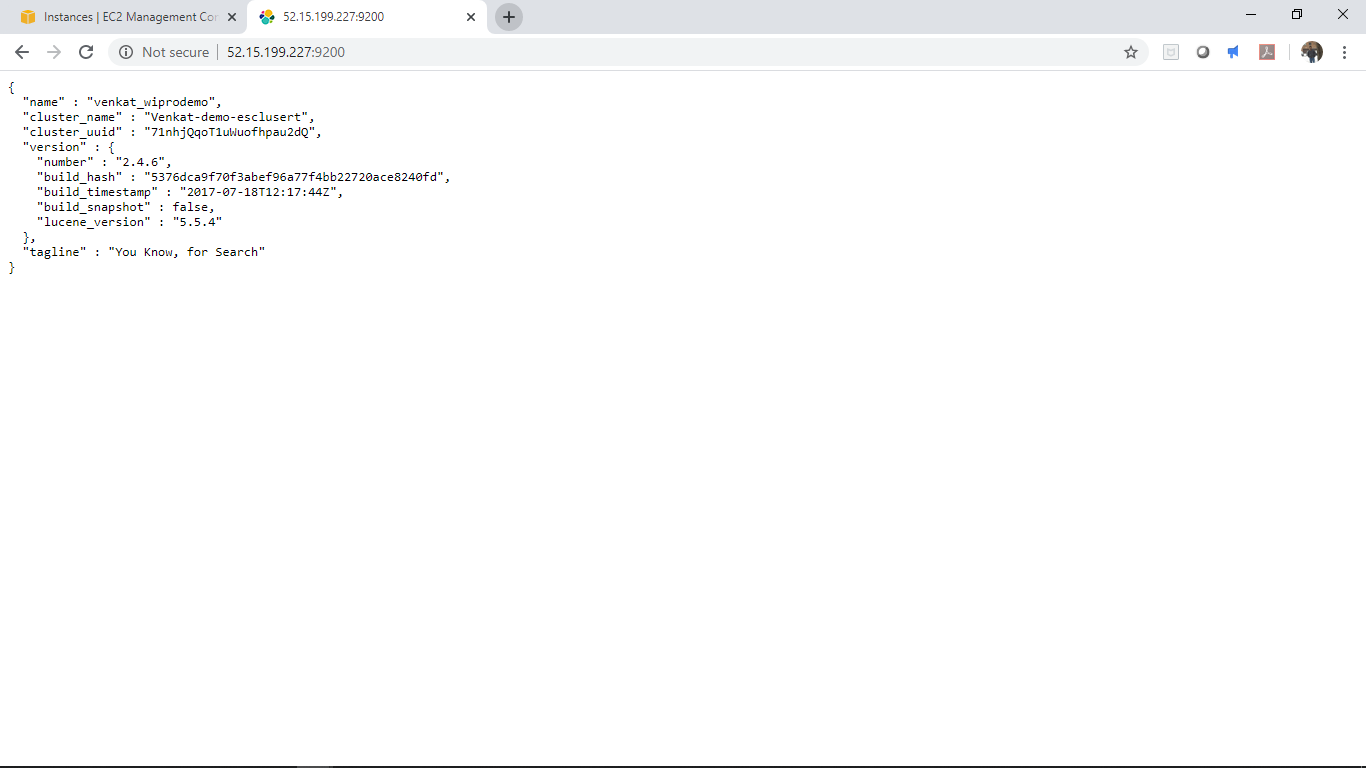 Instances | EC2 Management Con
52.15.199.227:9200
Not secure
52.15.199.227:9200
{
  "name" : "venkat_wiprodemo",
  "cluster_name" : "Venkat-demo-esclusert",
  "cluster_uuid" : "71nhjQqoT1uWuofhpau2dQ",
  "version" : {
    "number" : "2.4.6",
    "build_hash" : "5376dca9f70f3abef96a77f4bb22720ace8240fd",
    "build_timestamp" : "2017-07-18T12:17:44Z",
    "build_snapshot" : false,
    "lucene_version" : "5.5.4"
  },
  "tagline" : "You Know, for Search"
}